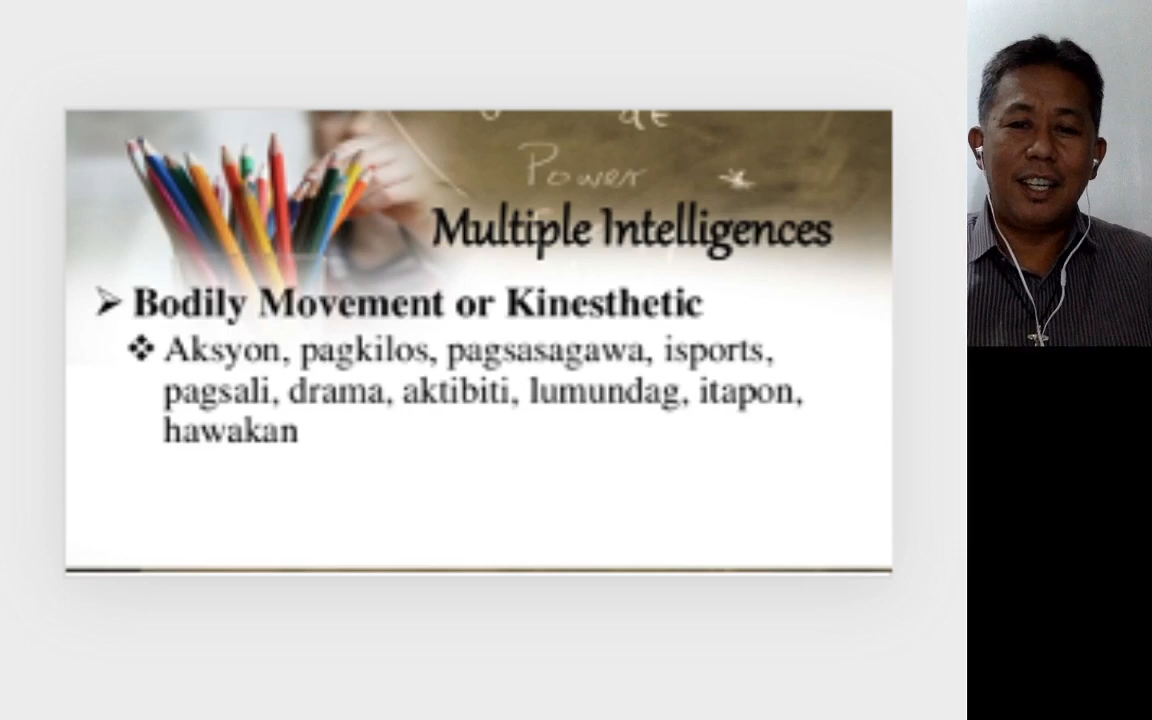 Power
Multiple Intelligences
➢ Bodily Movement or Kinesthetic
❖ Aksyon, pagkilos, pagsasagawa, isports,
pagsali, drama, aktibiti, lumundag, itapon,
hawakan